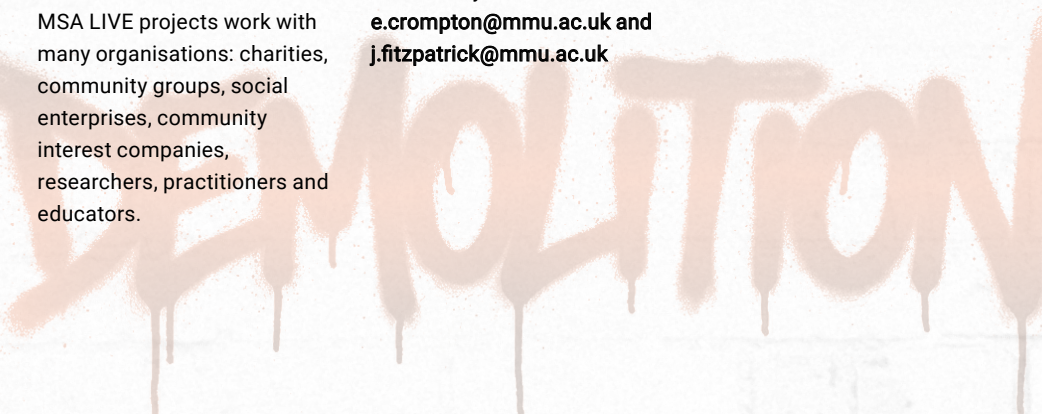 MSA LIVE projects work with
many organisations: charities,
community groups, social
enterprises, community
interest companies,
researchers, practitioners and
educators.
e.crompton@mmu.ac.uk and
j.fitzpatrick@mmu.ac.uk
DEMOLITION